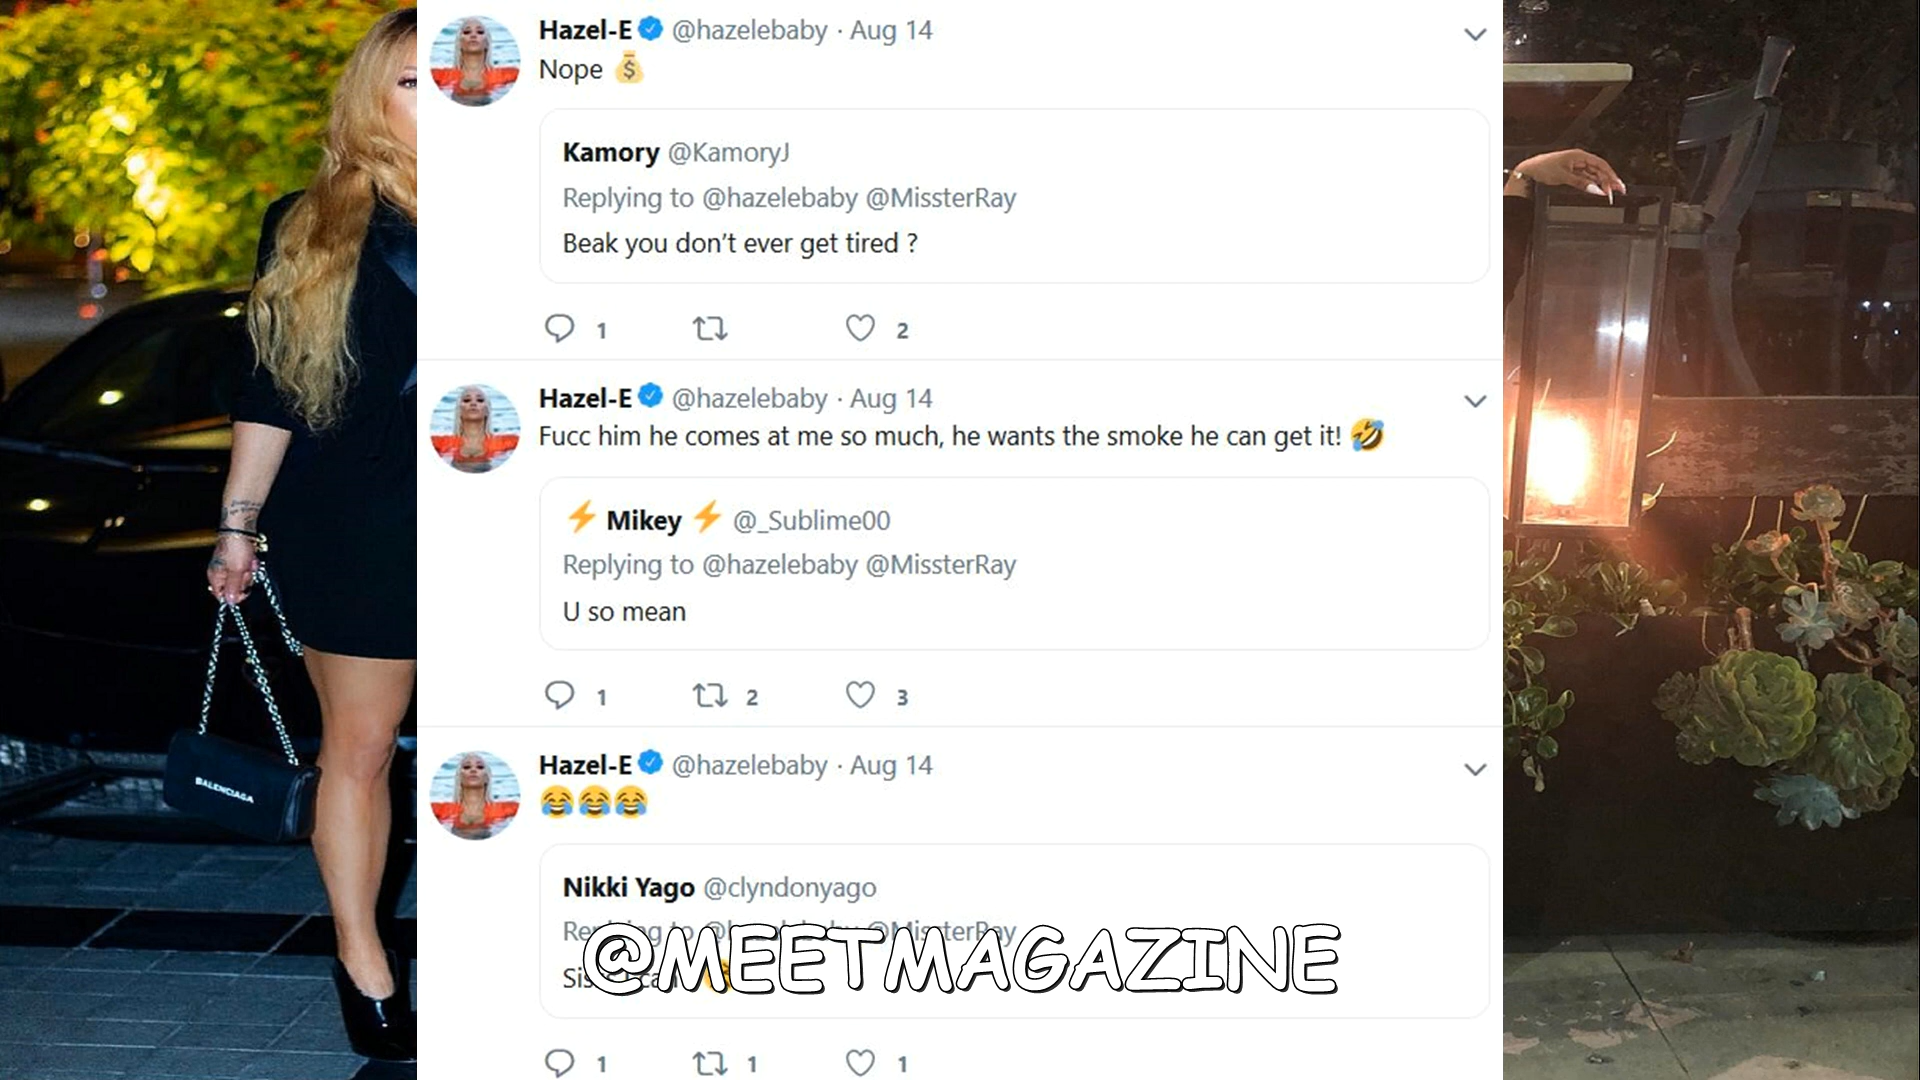 Hazel-E @hazelebaby · Aug 14
Nope
Kamory @KamoryJ
Replying to @hazelebaby @MissterRay
Beak you don't ever get tired ?
1
2
Hazel-E @hazelebaby · Aug 14
Fucc him he comes at me so much, he wants the smoke he can get it! 🤣
⚡ Mikey ⚡ @_Sublime00
Replying to @hazelebaby @MissterRay
U so mean
1 2 3
Hazel-E @hazelebaby · Aug 14
😂😂😂
Nikki Yago @clyndonyago
@MissterRay
@MEETMAGAZINE
1 1 1
BALENCIAGA